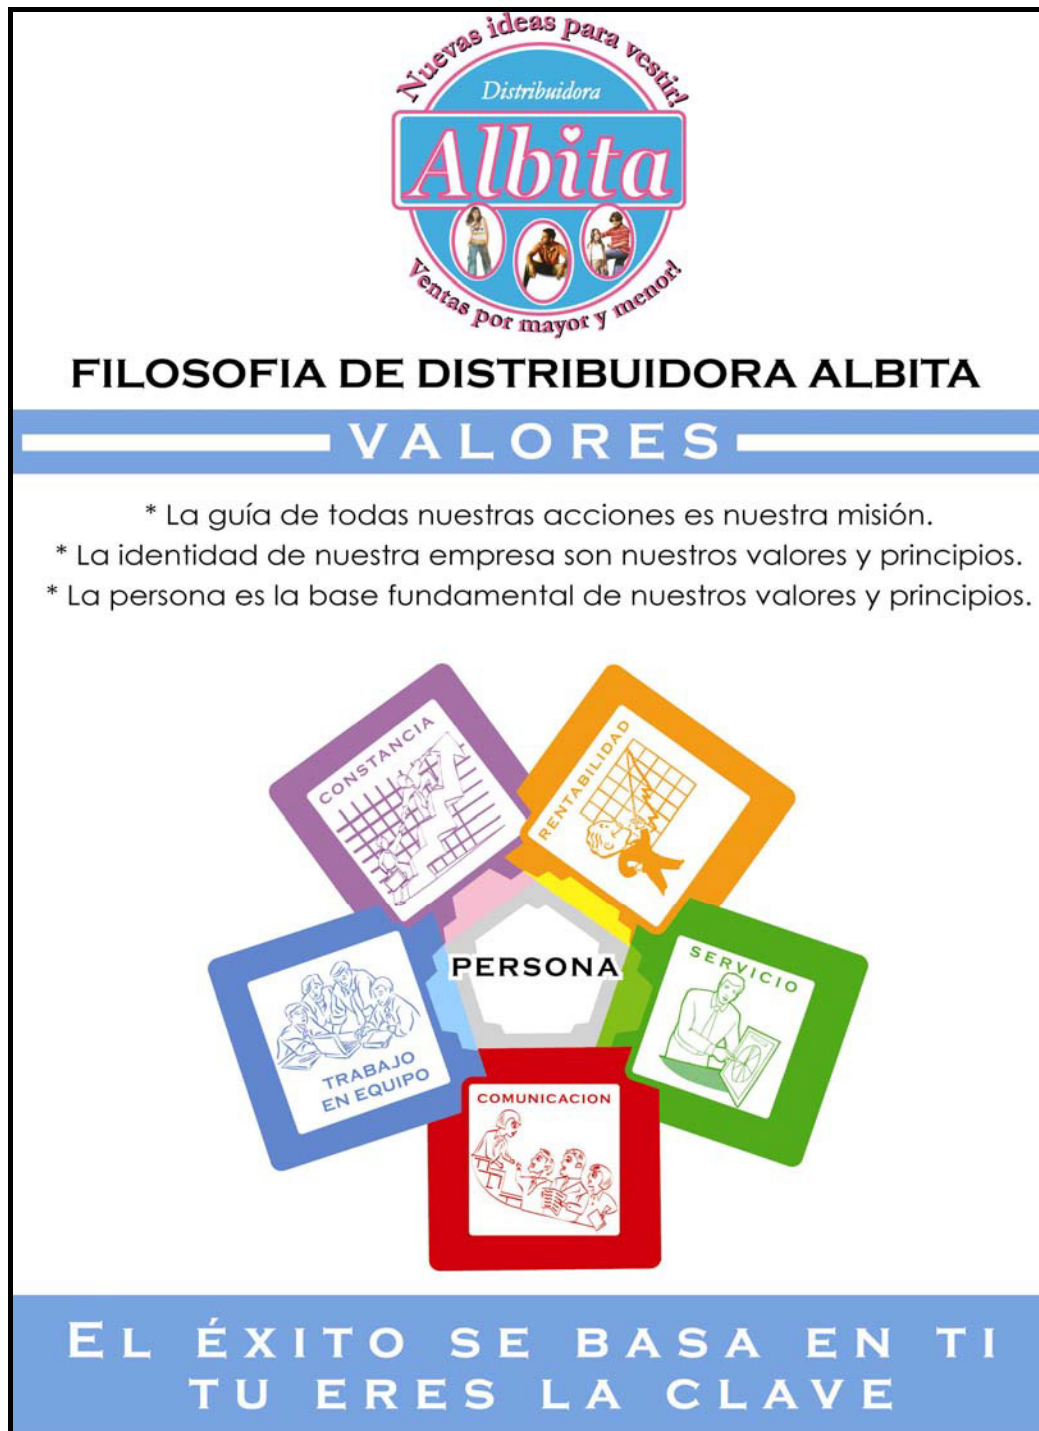 Nuevas ideas para vestir!
Distribuidora
Albita
Ventas por mayor y menor!
FILOSOFIA DE DISTRIBUIDORA ALBITA
VALORES
* La guía de todas nuestras acciones es nuestra misión.
* La identidad de nuestra empresa son nuestros valores y principios.
* La persona es la base fundamental de nuestros valores y principios.
CONSTANCIA
RENTABILIDAD
PERSONA
SERVICIO
TRABAJO
EN EQUIPO
COMUNICACION
EL ÉXITO SE BASA EN TI
TU ERES LA CLAVE